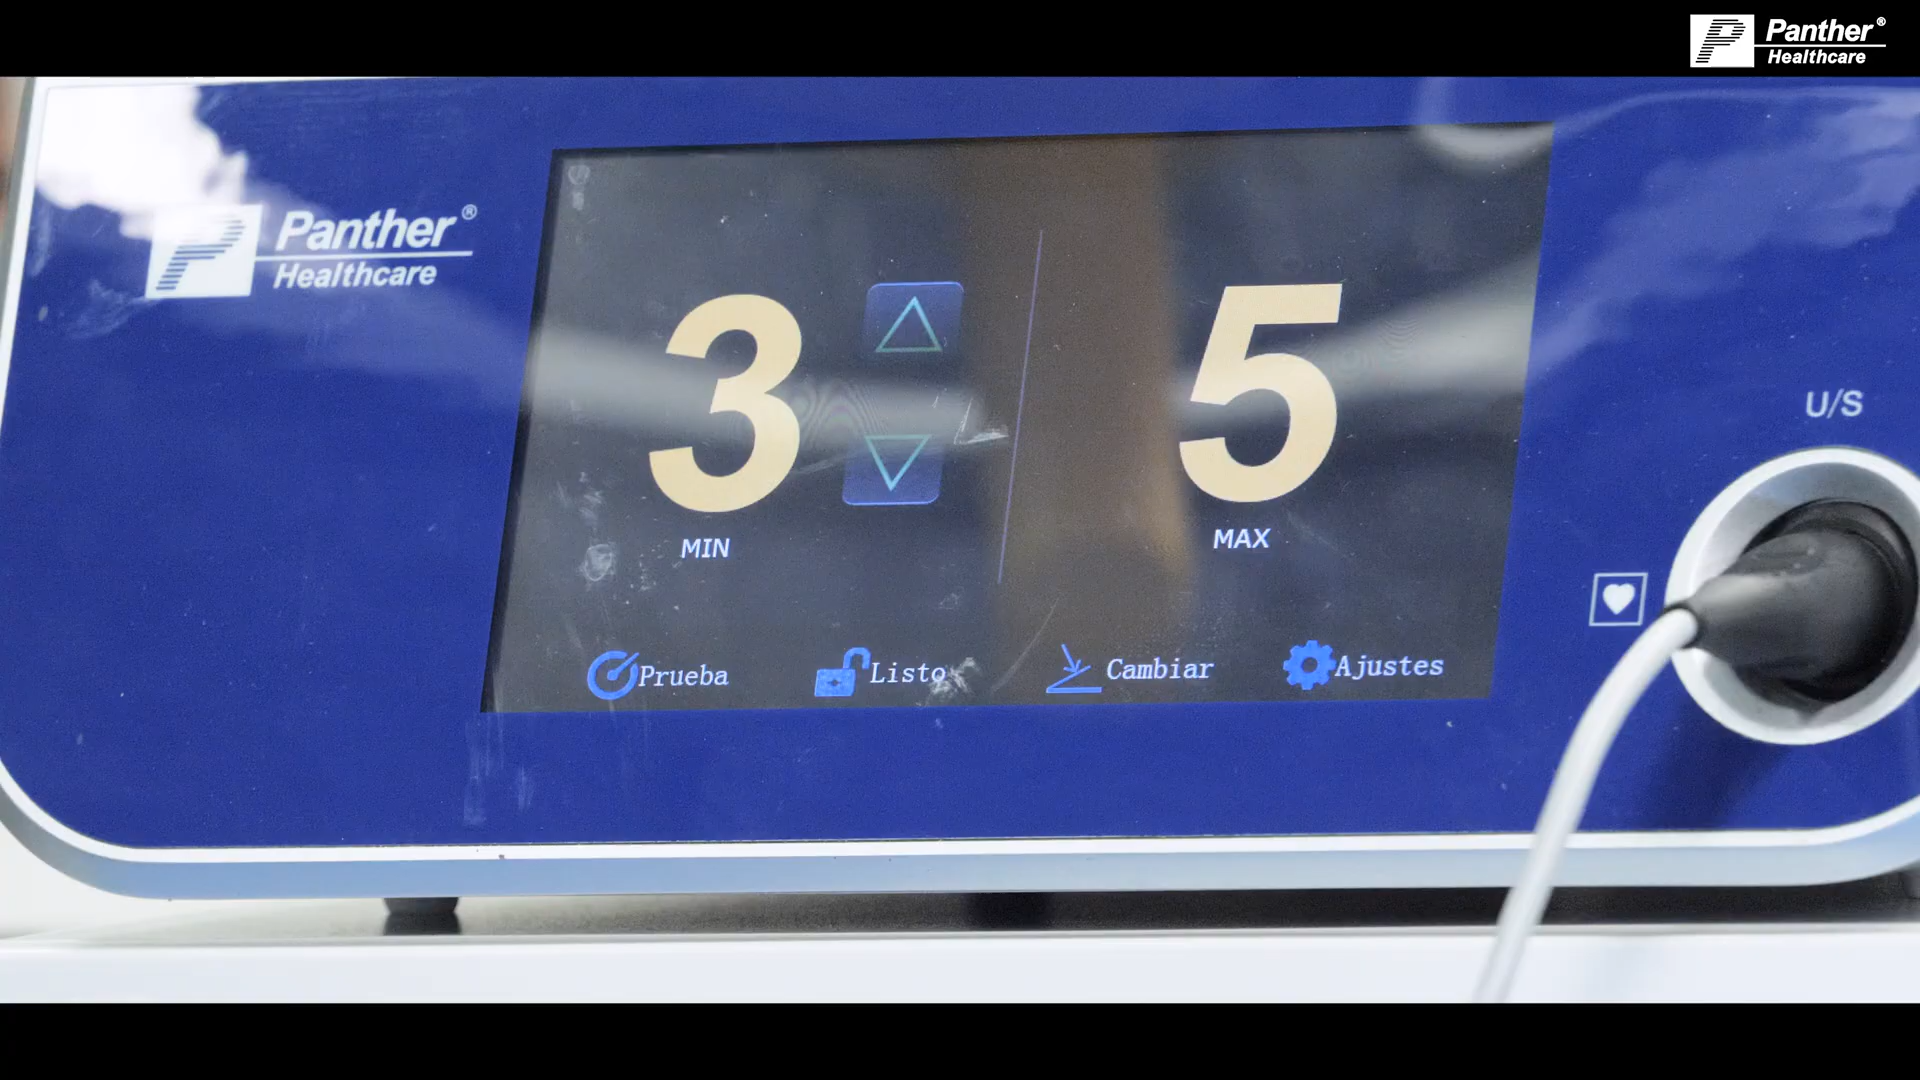 Panther®
Healthcare
Panther®
Healthcare
3
5
MIN
MAX
U/S
Prueba
Listo
Cambiar
Ajustes